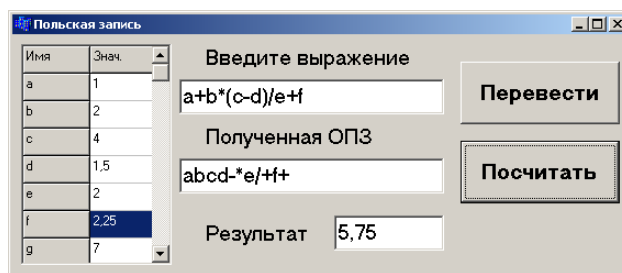 Польская запись
Имя Знач.
a 1
b 2
c 4
d 1,5
e 2
f 2,25
g 7
Введите выражение
a+b*(c-d)/e+f
Полученная ОПЗ
abcd-*e/+f+
Результат 5,75
Перевести
Посчитать